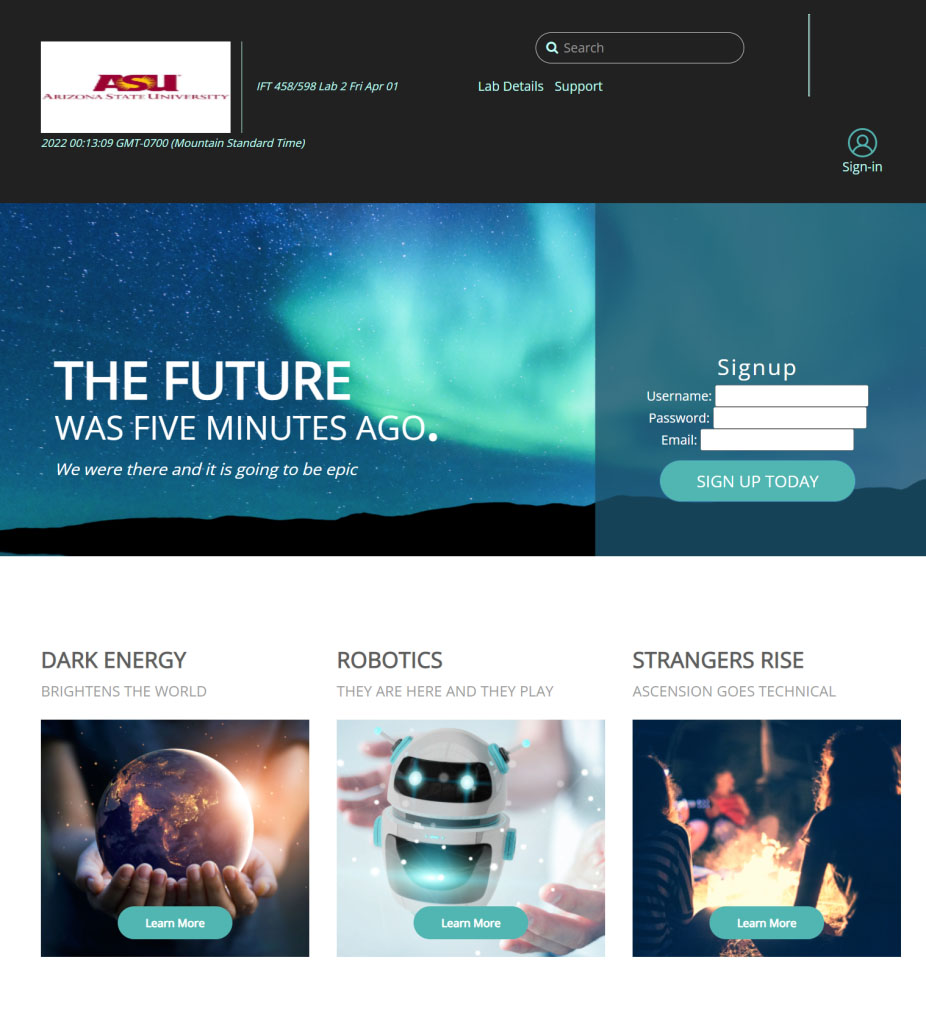 Search
ASU
ARIZONA STATE UNIVERSITY
IFT 458/598 Lab 2 Fri Apr 01
Lab Details Support
2022 00:13:09 GMT-0700 (Mountain Standard Time)
Sign-in
THE FUTURE
WAS FIVE MINUTES AGO.
We were there and it is going to be epic
Signup
Username:
Password:
Email:
SIGN UP TODAY
DARK ENERGY
BRIGHTENS THE WORLD
Learn More
ROBOTICS
THEY ARE HERE AND THEY PLAY
Learn More
STRANGERS RISE
ASCENSION GOES TECHNICAL
Learn More